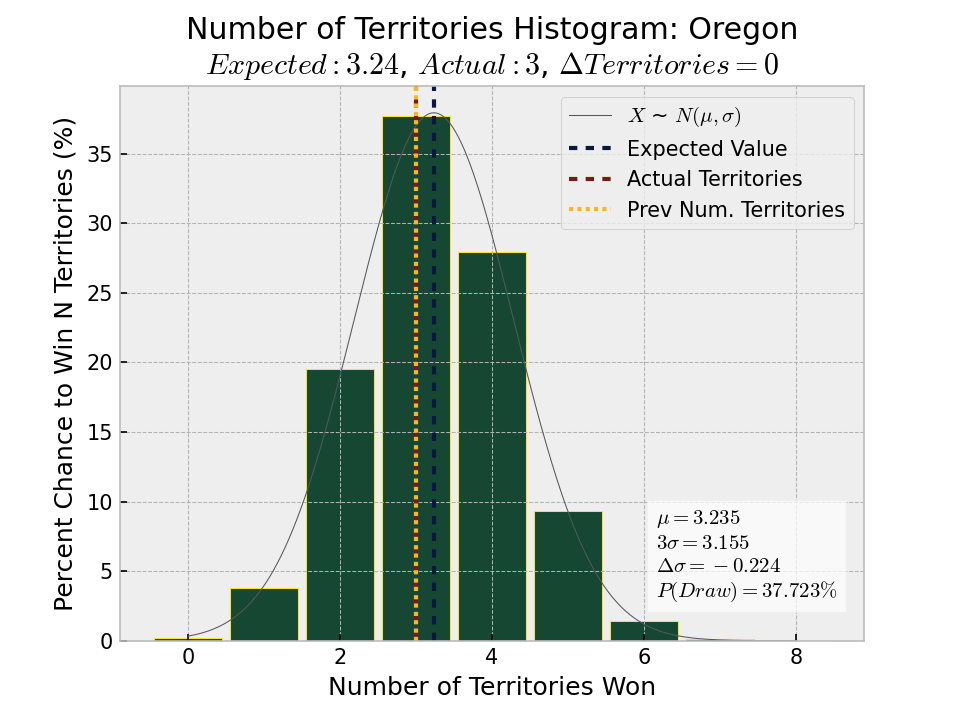 Number of Territories Histogram: Oregon
Expected : 3.24, Actual : 3, ΔTerritories = 0
Percent Chance to Win N Territories (%)
35
30
25
20
15
10
5
0
X ~ N(μ, σ)
Expected Value
Actual Territories
Prev Num. Territories
μ = 3.235
3σ = 3.155
Δσ = −0.224
P(Draw) = 37.723%
0 2 4 6 8
Number of Territories Won